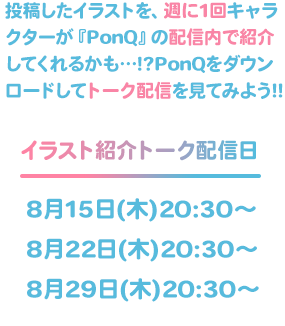 投稿したイラストを、週に1回キャラ
クターが『PonQ』の配信内で紹介
してくれるかも…!?PonQをダウン
ロードしてトーク配信を見てみよう!!
イラスト紹介トーク配信日
8月15日(木)20:30〜
8月22日(木)20:30〜
8月29日(木)20:30〜